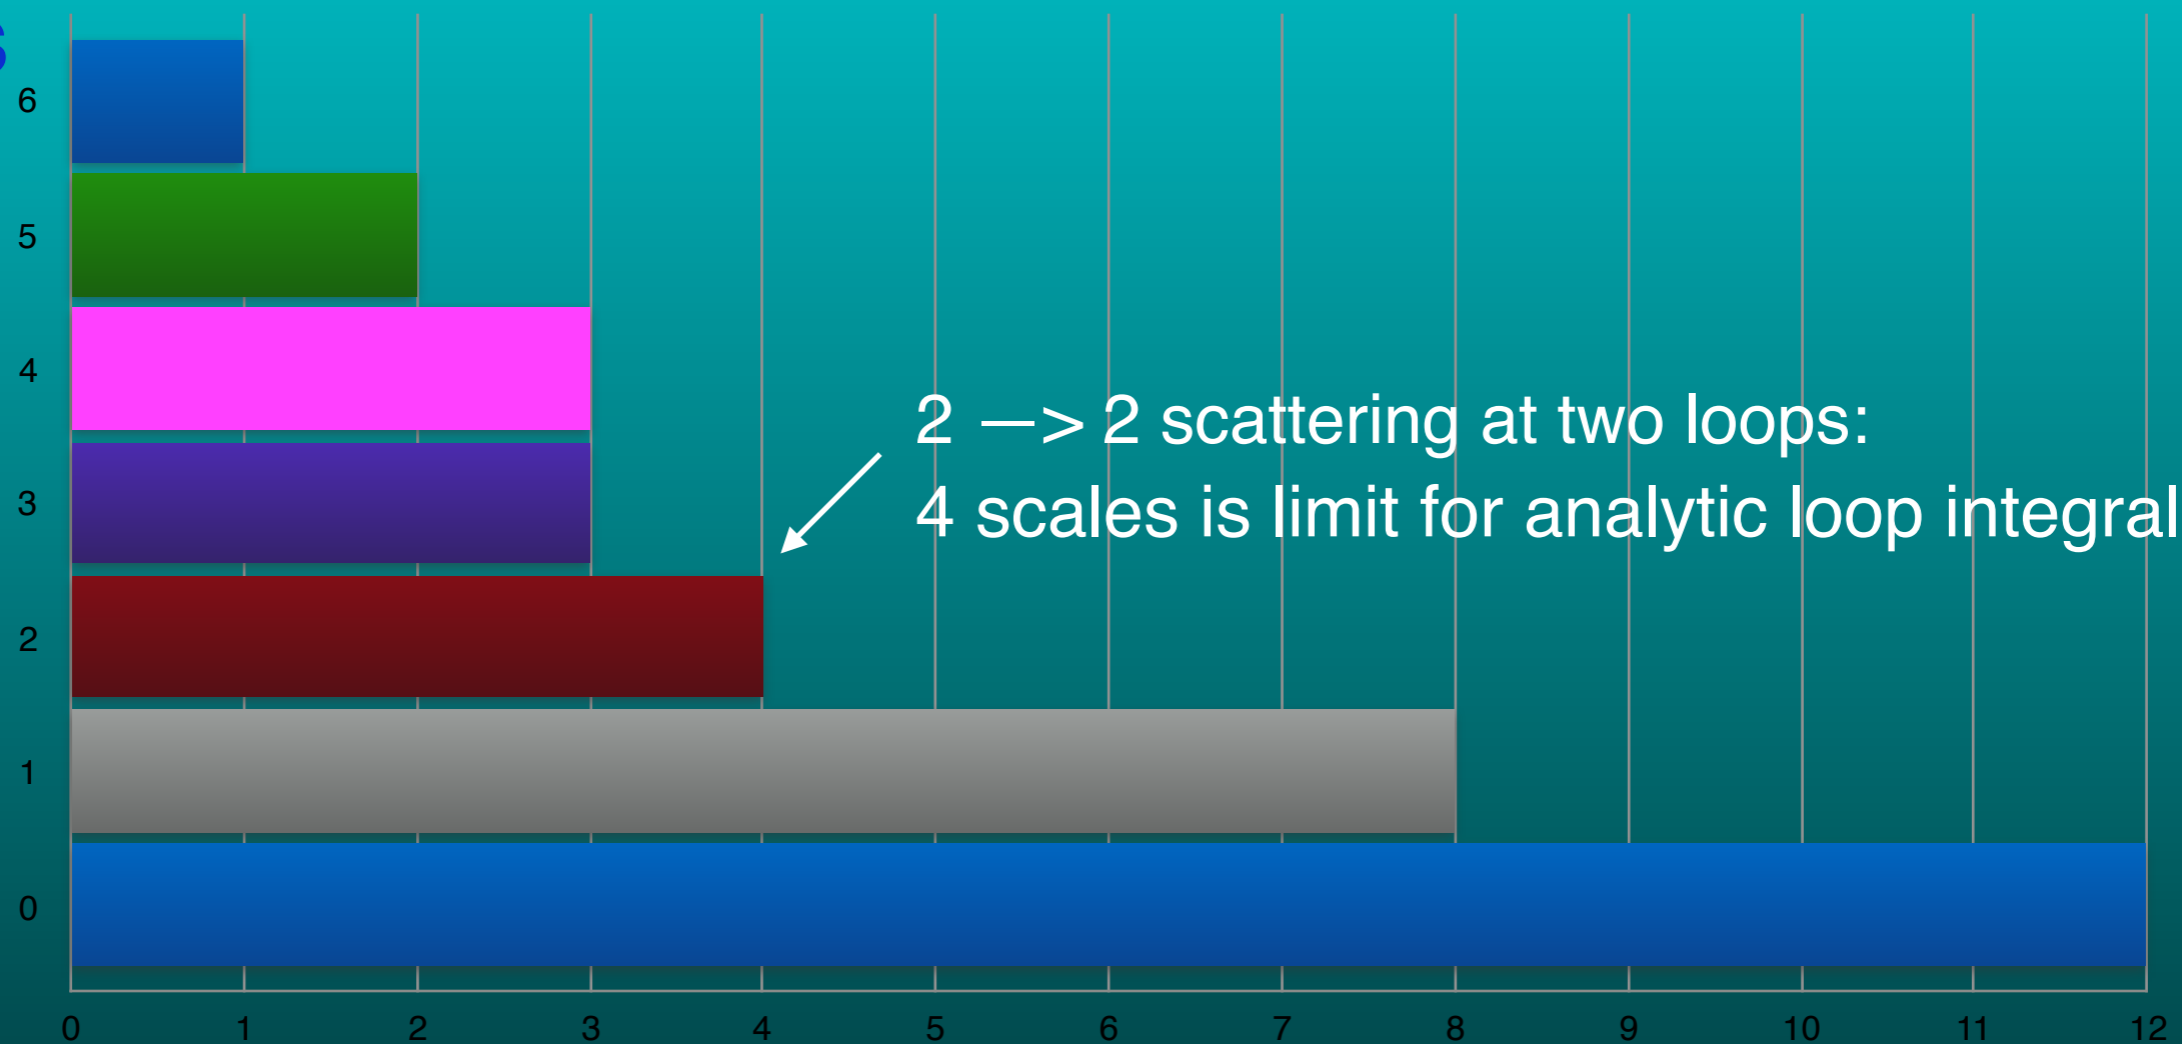 6
5
4
3
2
1
0
2 —> 2 scattering at two loops:
4 scales is limit for analytic loop integral
0 1 2 3 4 5 6 7 8 9 10 11 12